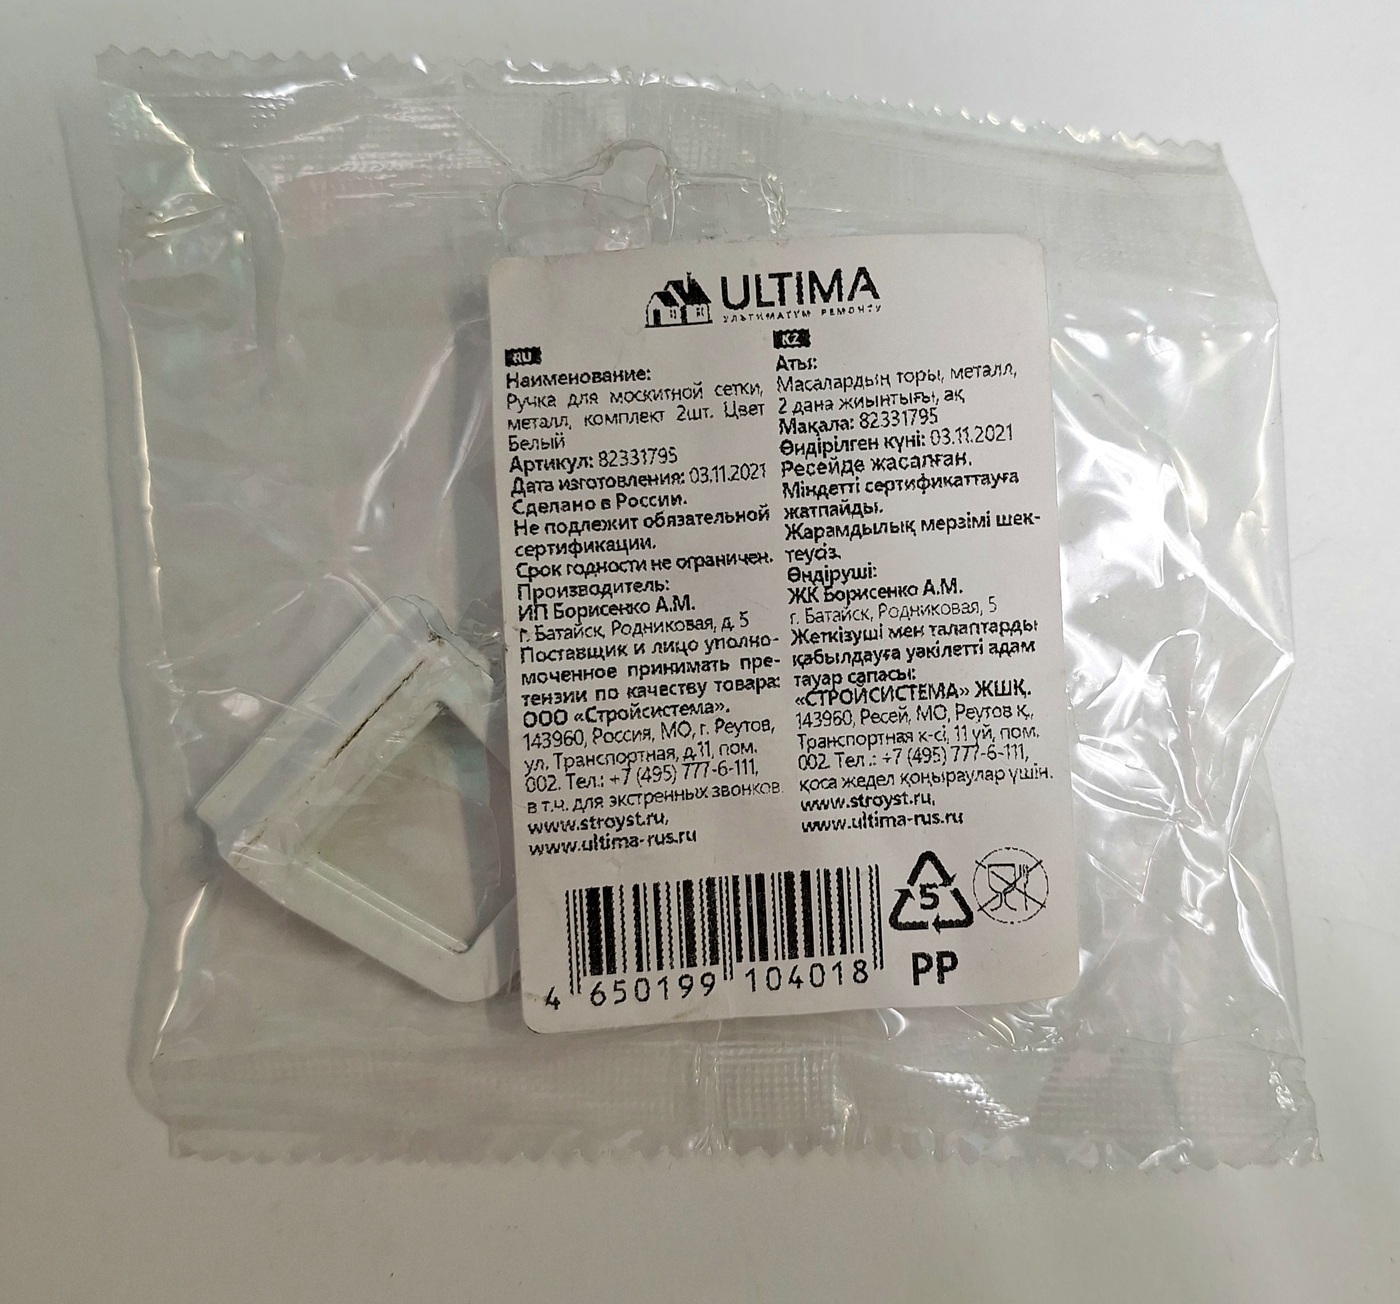 ULTIMA
УЛЬТИМАТУМ РЕМОНТУ
RU
Наименование:
Ручка для москитной сетки,
металл, комплект 2шт. Цвет
Белый
Артикул: 82331795
Дата изготовления: 03.11.2021
Сделано в России.
Не подлежит обязательной
сертификации.
Срок годности не ограничен.
Производитель:
ИП Борисенко А.М.
г. Батайск, Родниковая, д. 5
Поставщик и лицо уполно-
моченное принимать пре-
тензии по качеству товара:
ООО «Стройсистема».
143960, Россия, МО, г. Реутов,
ул. Транспортная, д.11, пом.
002. Тел.: +7 (495) 777-6-111,
в т.ч. для экстренных звонков.
www.stroyst.ru,
www.ultima-rus.ru
KZ
Аты:
Масалардың торы, металл,
2 дана жиынтығы, ақ
Мақала: 82331795
Өндірілген күні: 03.11.2021
Ресейде жасалған.
Міндетті сертификаттауға
жатпайды.
Жарамдылық мерзімі шек-
теусіз.
Өндіруші:
ЖК Борисенко А.М.
г. Батайск, Родниковая, 5
Жеткізуші мен талаптарды
қабылдауға уәкілетті адам
тауар сапасы:
«СТРОЙСИСТЕМА» ЖШҚ.
143960, Ресей, МО, Реутов қ.,
Транспортная к-сі, 11 үй, пом.
002. Тел.: +7 (495) 777-6-111,
қоса жедел қоңыраулар үшін.
www.stroyst.ru,
www.ultima-rus.ru
4 650199 104018
5
PP